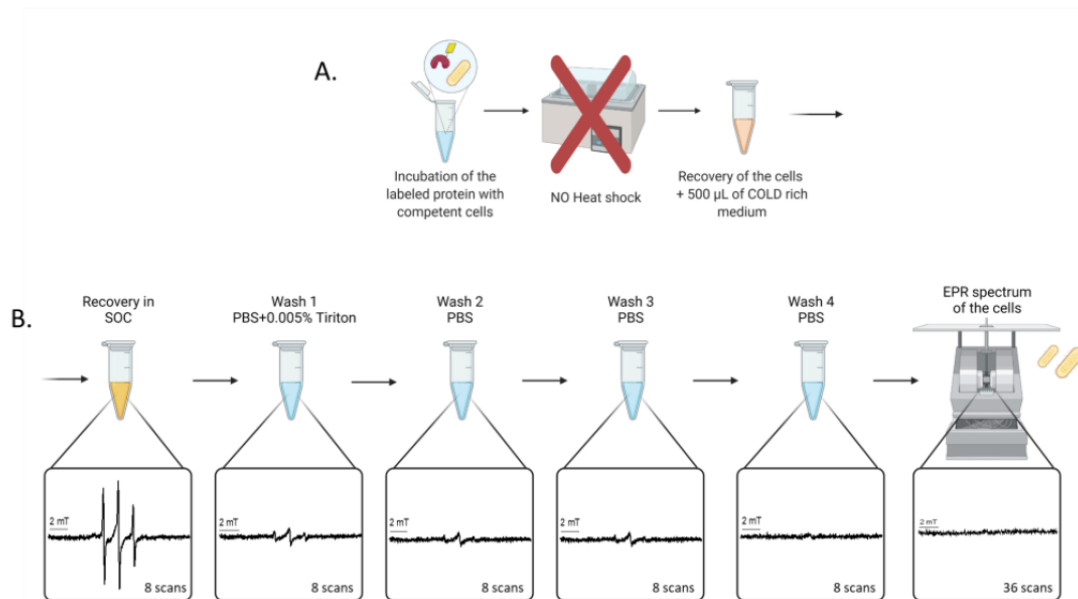 A.
Incubation of the
labeled protein with
competent cells
NO Heat shock
Recovery of the cells
+ 500 µL of COLD rich
medium
B.
Recovery in
SOC
Wash 1
PBS+0.005% Tiriton
Wash 2
PBS
Wash 3
PBS
Wash 4
PBS
EPR spectrum
of the cells
2 mT
8 scans
2 mT
8 scans
2 mT
8 scans
2 mT
8 scans
2 mT
8 scans
2 mT
36 scans